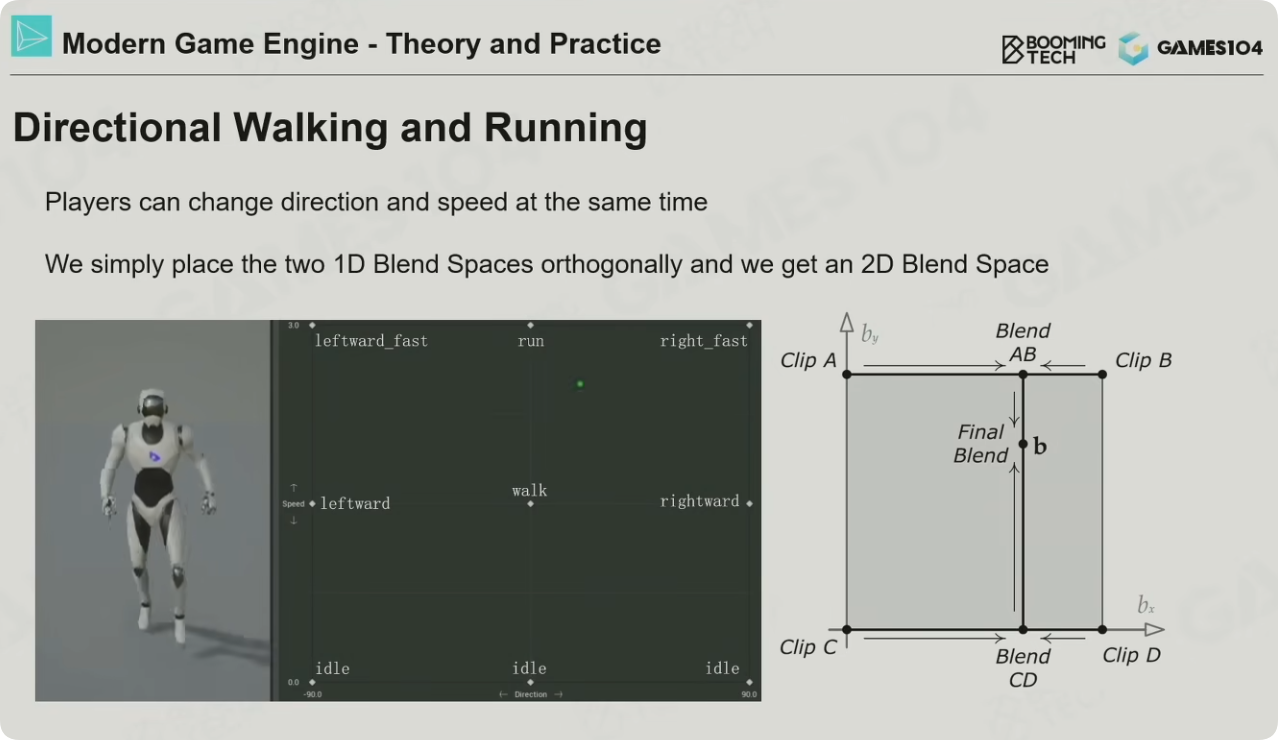 Modern Game Engine - Theory and Practice
BOOMING
TECH
GAMES104
Directional Walking and Running
Players can change direction and speed at the same time
We simply place the two 1D Blend Spaces orthogonally and we get an 2D Blend Space
3.0
leftward_fast
run
right_fast
↑
Speed
↓
leftward
walk
rightward
idle
idle
idle
0.0
-90.0
← Direction →
90.0
b_y
Blend
AB
Clip A
Clip B
Final
Blend
b
b_x
Clip C
Blend
CD
Clip D